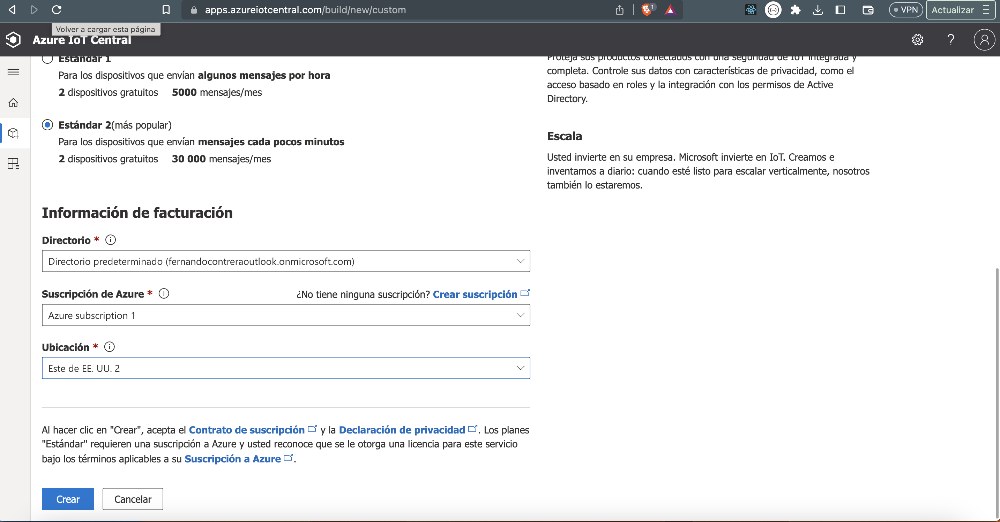 apps.azureiotcentral.com/build/new/custom
1
VPN
Actualizar
Volver a cargar esta página
Azure IoT Central
Estándar 1
Para los dispositivos que envían algunos mensajes por hora
2 dispositivos gratuitos 5000 mensajes/mes
Estándar 2(más popular)
Para los dispositivos que envían mensajes cada pocos minutos
2 dispositivos gratuitos 30 000 mensajes/mes
Proteja sus productos conectados con una seguridad de IoT integrada y
completa. Controle sus datos con características de privacidad, como el
acceso basado en roles y la integración con los permisos de Active
Directory.
Escala
Usted invierte en su empresa. Microsoft invierte en IoT. Creamos e
inventamos a diario: cuando esté listo para escalar verticalmente, nosotros
también lo estaremos.
Información de facturación
Directorio *
Directorio predeterminado (fernandocontreraoutlook.onmicrosoft.com)
Suscripción de Azure * ¿No tiene ninguna suscripción? Crear suscripción
Azure subscription 1
Ubicación *
Este de EE. UU. 2
Al hacer clic en "Crear", acepta el Contrato de suscripción y la Declaración de privacidad. Los planes
"Estándar" requieren una suscripción a Azure y usted reconoce que se le otorga una licencia para este servicio
bajo los términos aplicables a su Suscripción a Azure.
Crear Cancelar